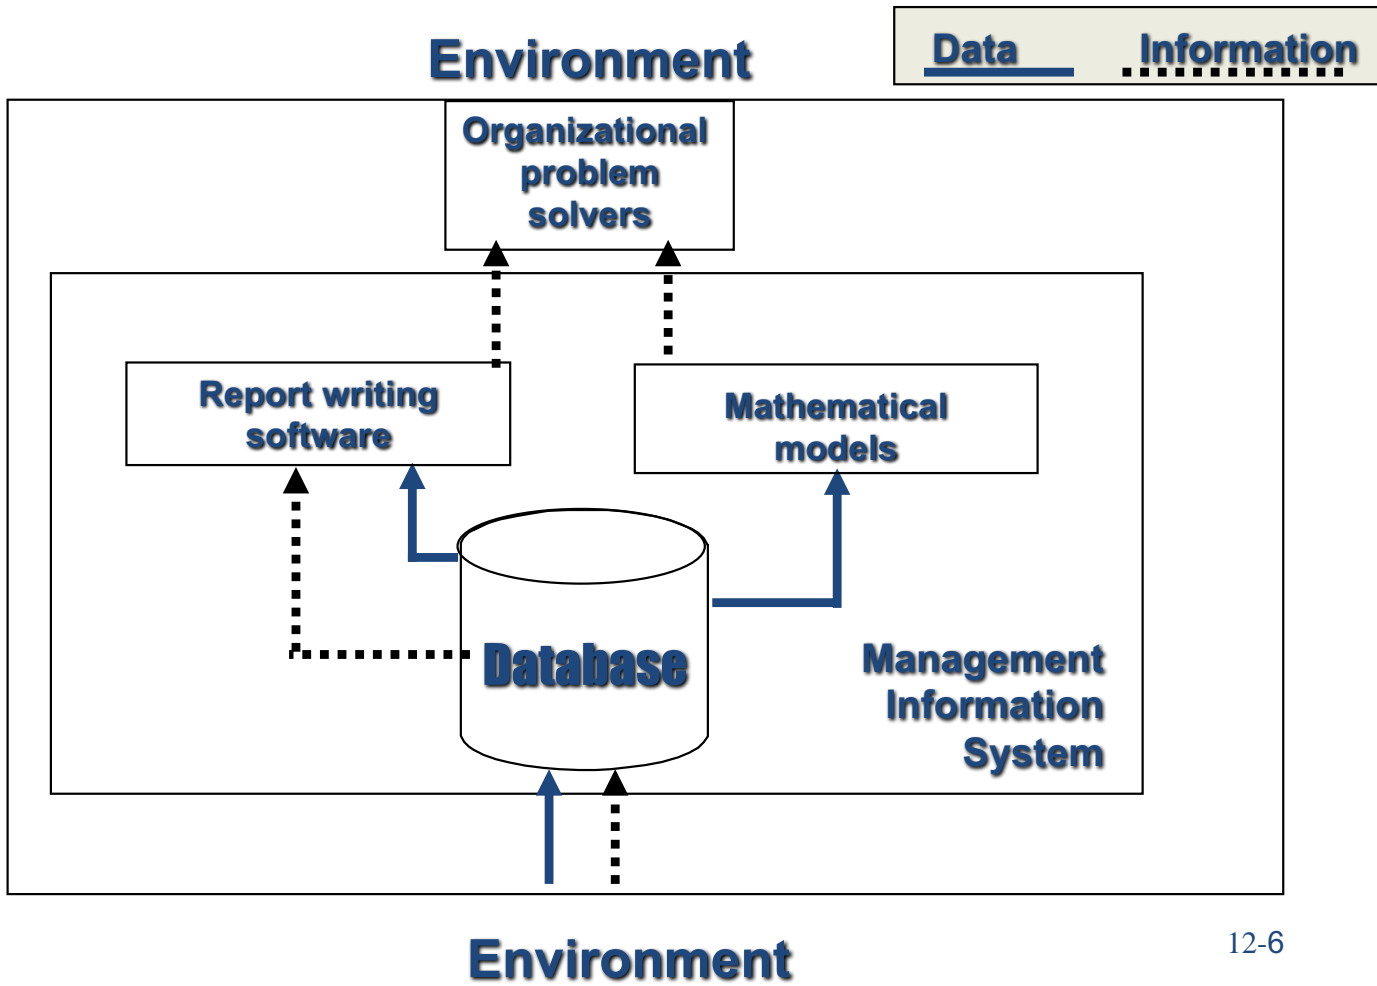 Data
Information
Environment
Organizational
problem
solvers
Report writing
software
Mathematical
models
Database
Management
Information
System
Environment
12-6